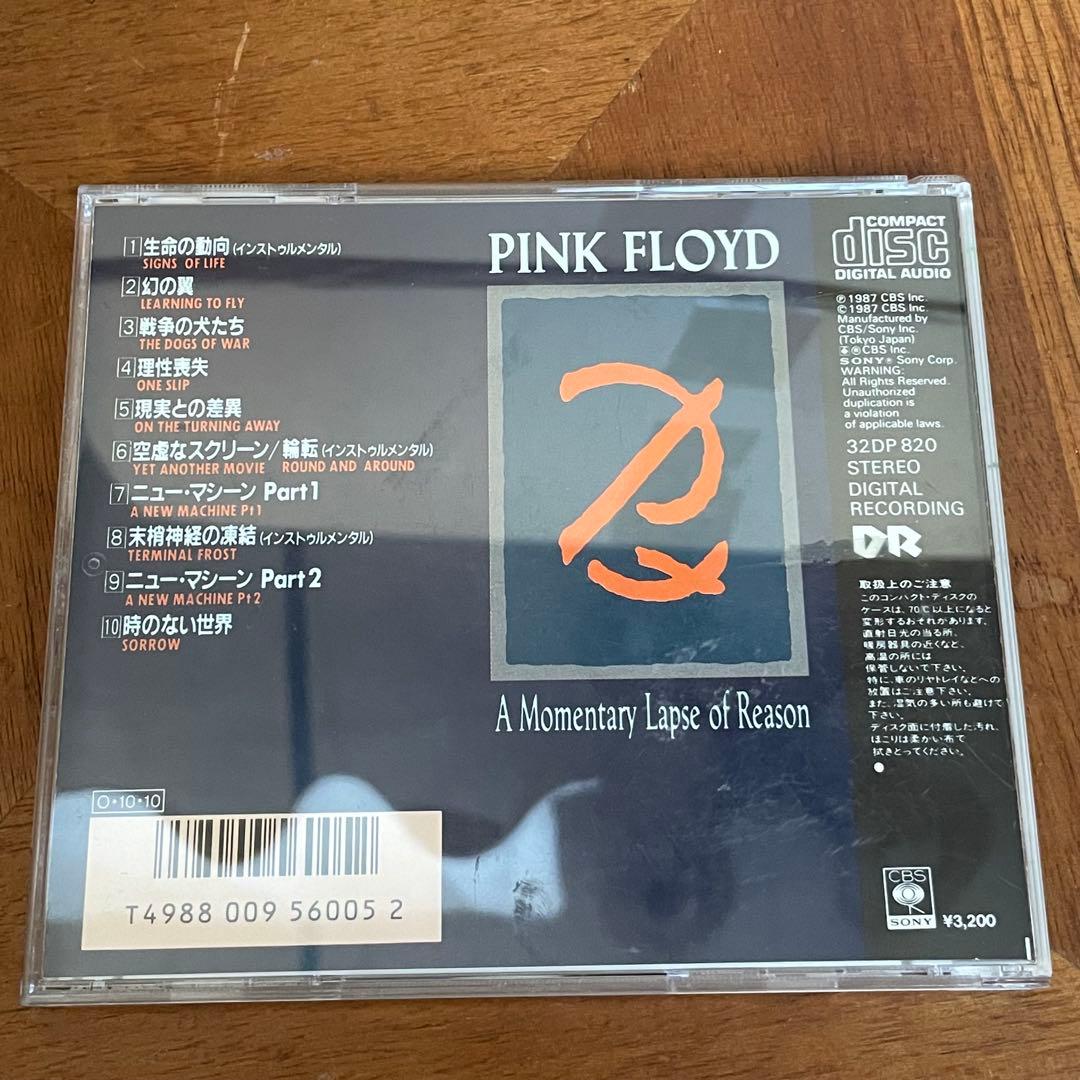 1 生命の動向(インストゥルメンタル)
SIGNS OF LIFE
2 幻の翼
LEARNING TO FLY
3 戦争の犬たち
THE DOGS OF WAR
4 理性喪失
ONE SLIP
5 現実との差異
ON THE TURNING AWAY
6 空虚なスクリーン/輪転(インストゥルメンタル)
YET ANOTHER MOVIE ROUND AND AROUND
7 ニュー・マシーン Part1
A NEW MACHINE Pt1
8 末梢神経の凍結(インストゥルメンタル)
TERMINAL FROST
9 ニュー・マシーン Part2
A NEW MACHINE Pt2
10 時のない世界
SORROW
O・10・10
T4988 009 56005 2
PINK FLOYD
A Momentary Lapse of Reason
COMPACT
disc
DIGITAL AUDIO
℗1987 CBS Inc.
©1987 CBS Inc.
Manufactured by
CBS/Sony Inc.
(Tokyo Japan)
®CBS Inc.
SONY® Sony Corp.
WARNING:
All Rights Reserved.
Unauthorized
duplication is
a violation
of applicable laws.
32DP 820
STEREO
DIGITAL
RECORDING
DR
取扱上のご注意
このコンパクト・ディスクの
ケースは、70℃以上になると
変形するおそれがあります。
直射日光の当る所、
暖房器具の近くなど、
高温の所には
保管しないで下さい。
特に、車のリヤトレイなどへの
放置はご注意下さい。
また、湿気の多い所も避けて
下さい。
ディスク面に付着した汚れ、
ほこりは柔かい布で
拭きとってください。
CBS
SONY
¥3,200